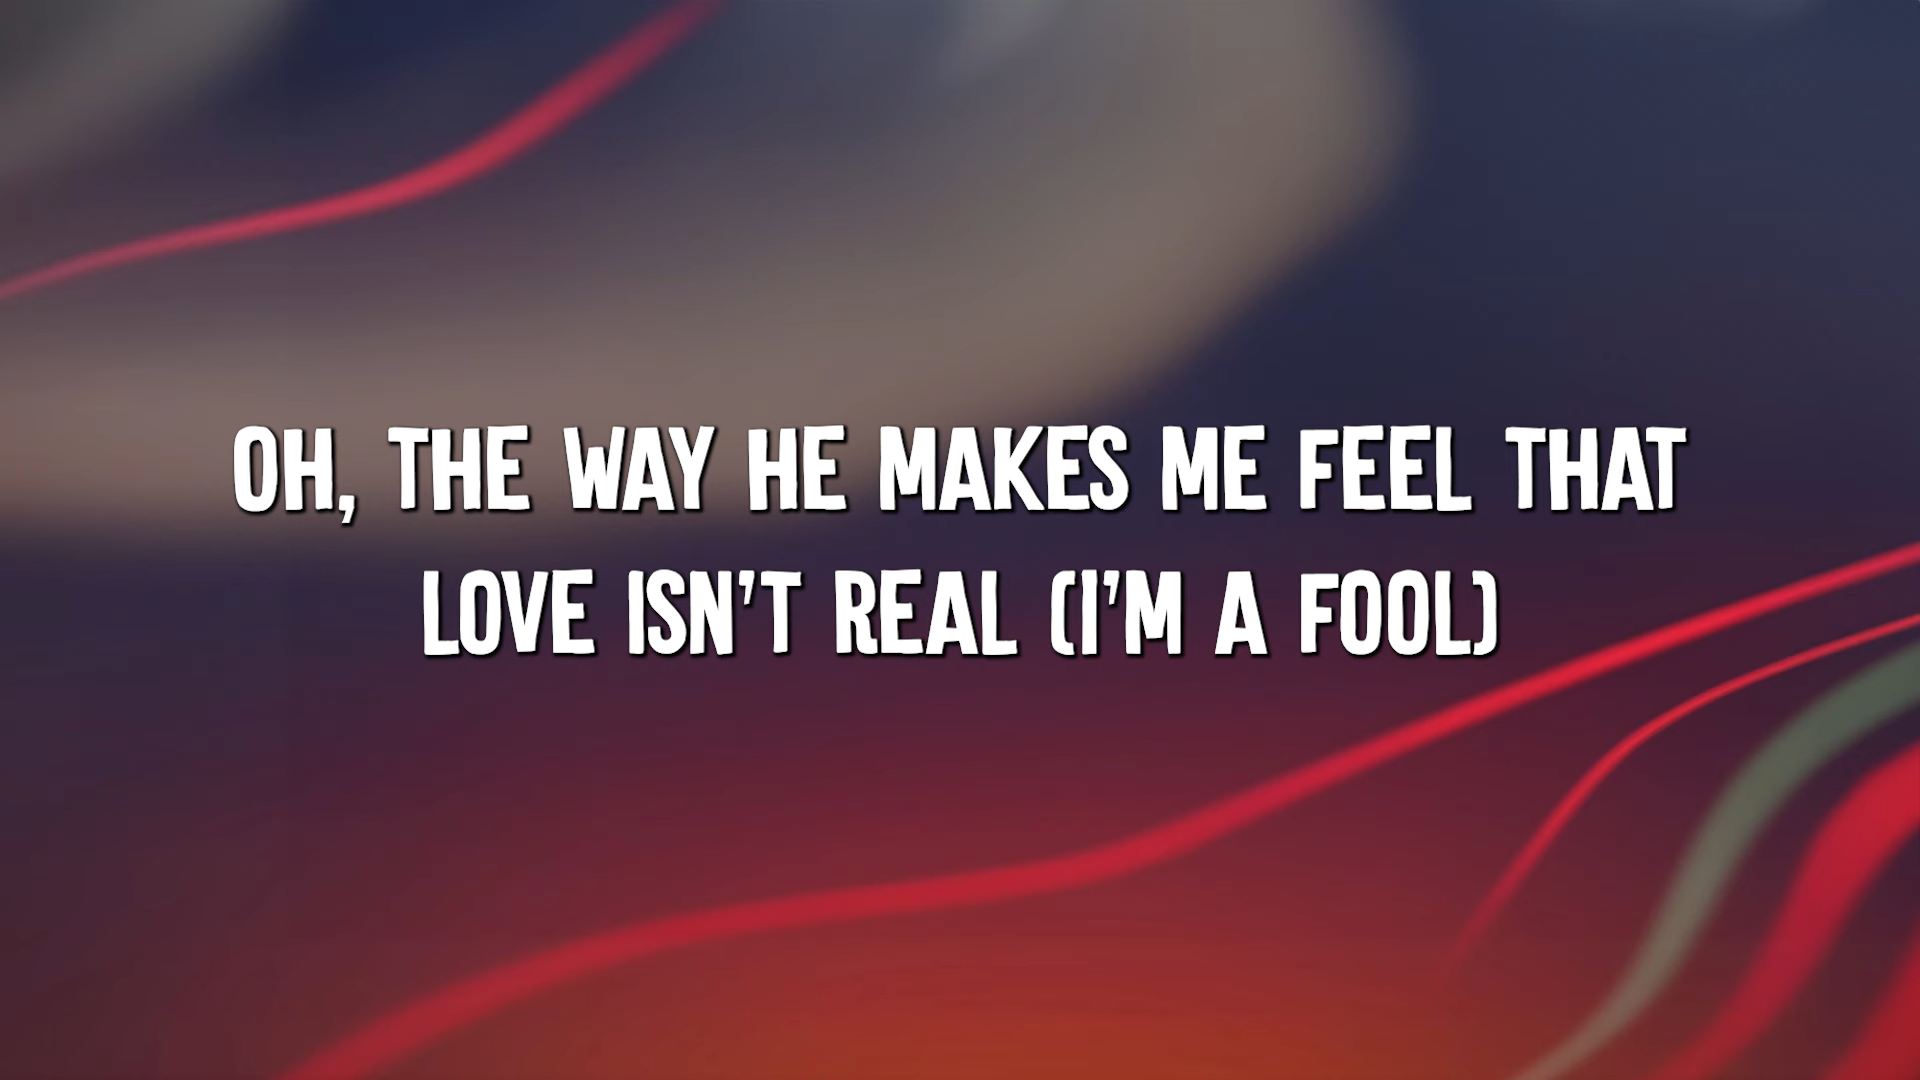 OH, THE WAY HE MAKES ME FEEL THAT
LOVE ISN'T REAL (I'M A FOOL)